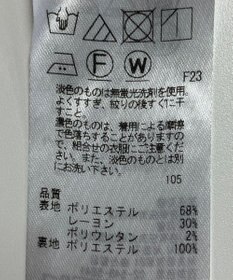 F
W
F23
淡色のものは無蛍光洗剤を使用。
よくすすぎ、絞りの後すぐに干
すこと。
濃色のものは、着用による摩擦
で色落ちすることがありますの
で、組合せの衣服にご注意下さ
い。また、淡色のものとは別に
お洗い下さい。
105
品質
表地 ポリエステル 68%
レーヨン 30%
ポリウレタン 2%
裏地 ポリエステル 100%